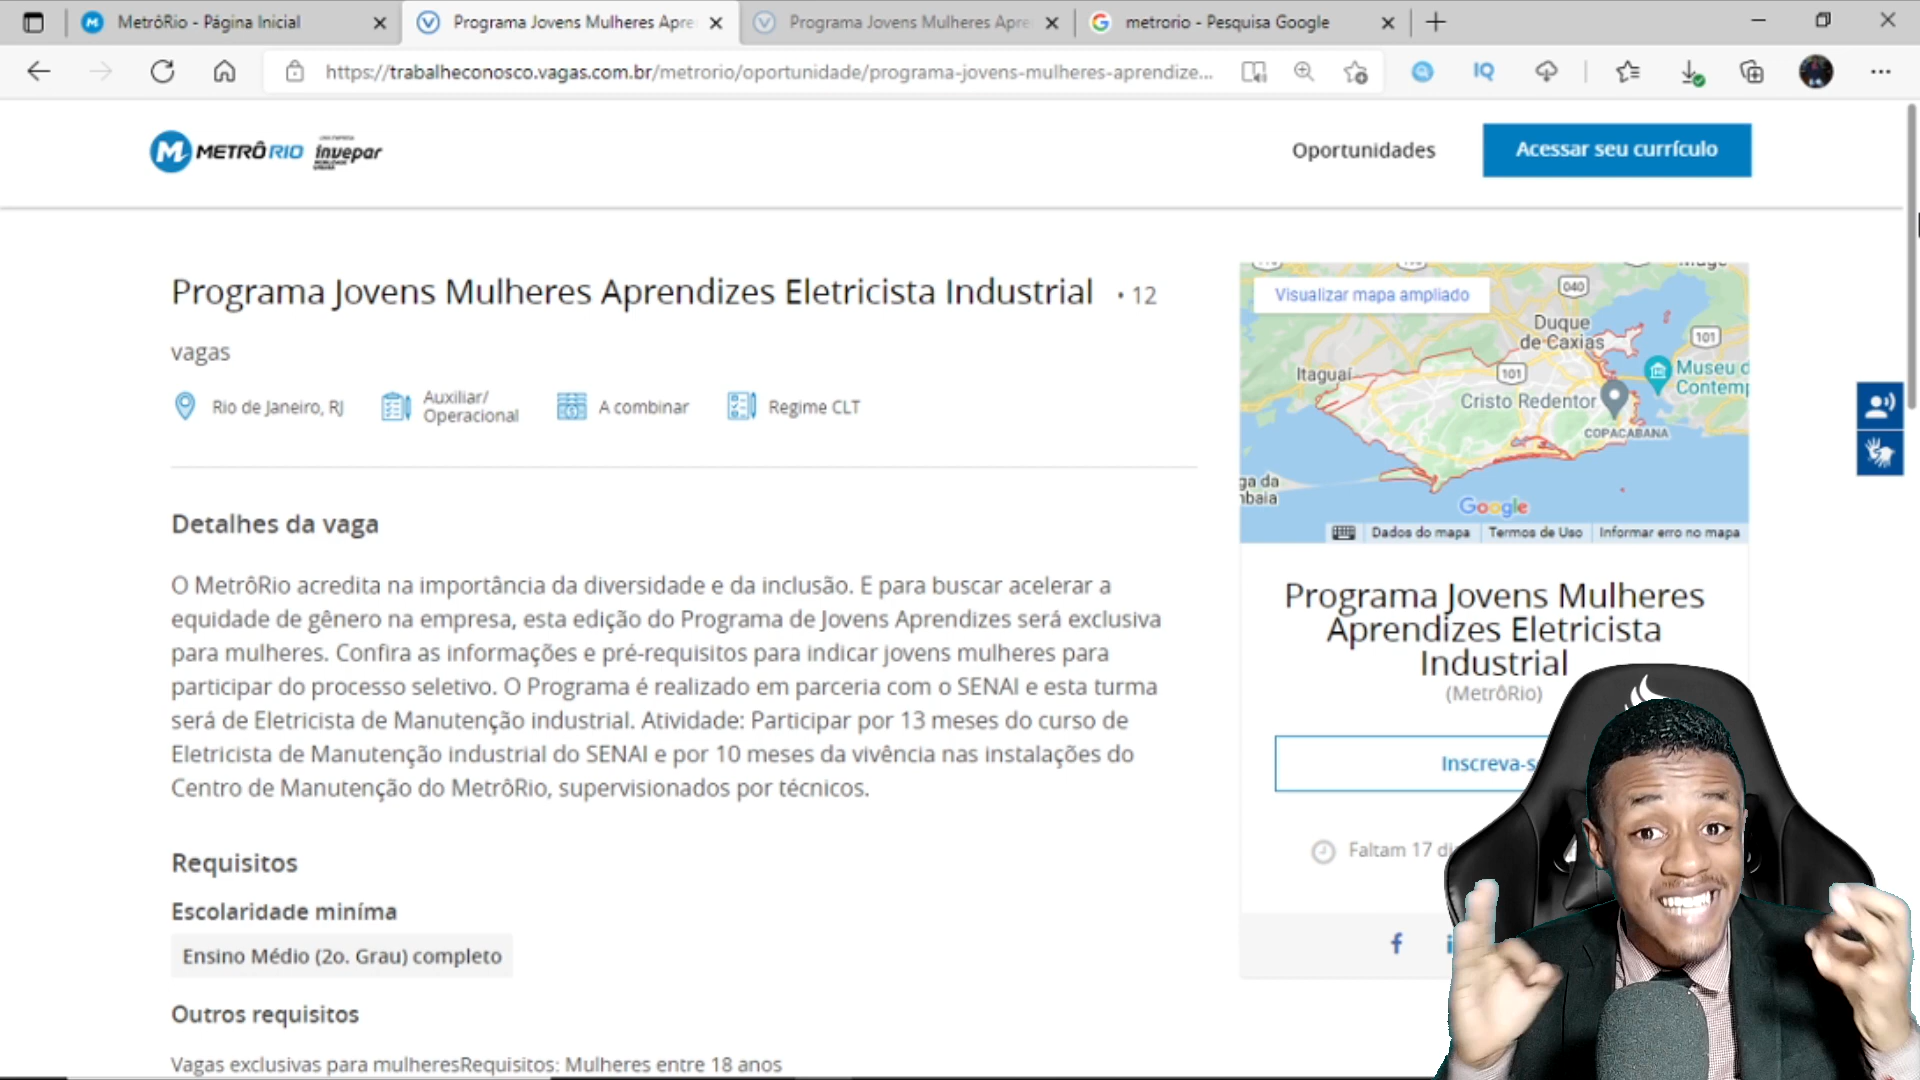 MetrôRio - Página Inicial
Programa Jovens Mulheres Apre
Programa Jovens Mulheres Apre
metrorio - Pesquisa Google
https://trabalheconosco.vagas.com.br/metrorio/oportunidade/programa-jovens-mulheres-aprendize...
IQ
METRÔ RIO invepar
Oportunidades
Acessar seu currículo
Programa Jovens Mulheres Aprendizes Eletricista Industrial • 12
vagas
Rio de Janeiro, RJ
Auxiliar/
Operacional
A combinar
Regime CLT
Detalhes da vaga
O MetrôRio acredita na importância da diversidade e da inclusão. E para buscar acelerar a
equidade de gênero na empresa, esta edição do Programa de Jovens Aprendizes será exclusiva
para mulheres. Confira as informações e pré-requisitos para indicar jovens mulheres para
participar do processo seletivo. O Programa é realizado em parceria com o SENAI e esta turma
será de Eletricista de Manutenção industrial. Atividade: Participar por 13 meses do curso de
Eletricista de Manutenção industrial do SENAI e por 10 meses da vivência nas instalações do
Centro de Manutenção do MetrôRio, supervisionados por técnicos.
Requisitos
Escolaridade miníma
Ensino Médio (2o. Grau) completo
Outros requisitos
Vagas exclusivas para mulheresRequisitos: Mulheres entre 18 anos
Visualizar mapa ampliado
040
Duque
de Caxias
101
Itaguaí
101
Museu d
Contemp
Cristo Redentor
COPACABANA
ga da
mbaia
Google
Dados do mapa
Termos de Uso
Informar erro no mapa
Programa Jovens Mulheres
Aprendizes Eletricista
Industrial
(MetrôRio)
Inscreva-s
Faltam 17 di